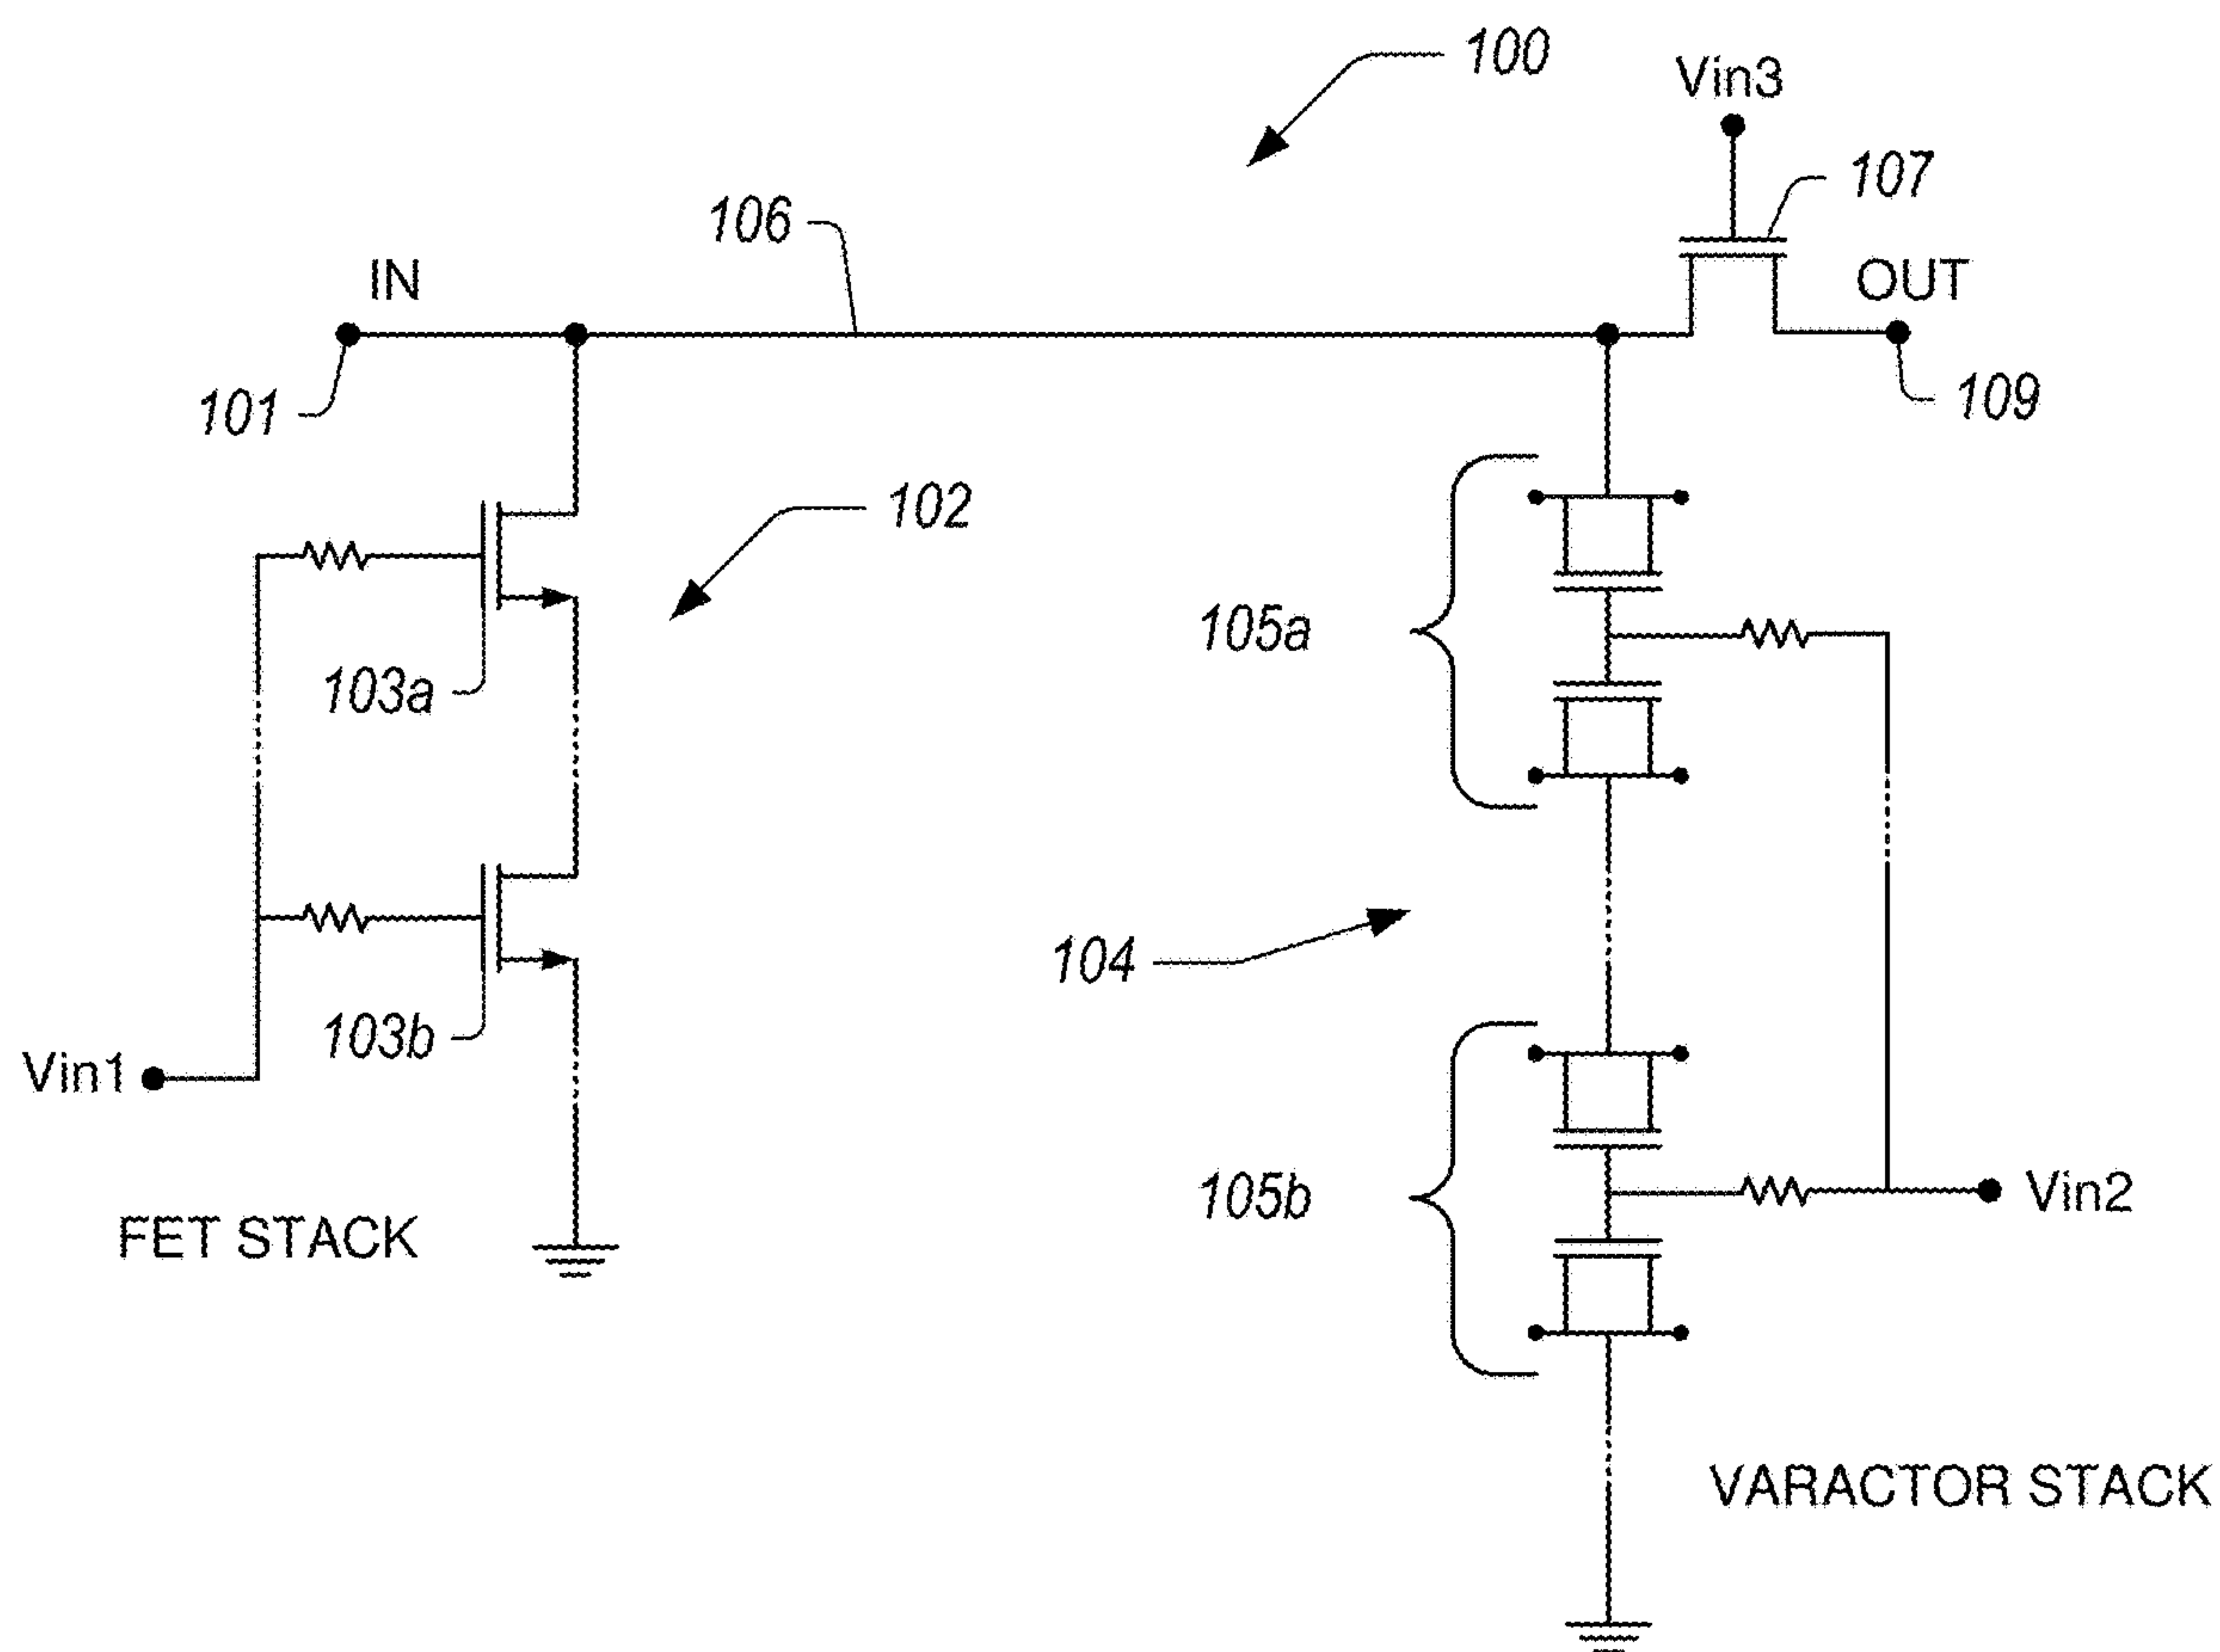 100
Vin3
107
106
IN
OUT
101
109
102
103a
105a
104
103b
Vin1
105b
Vin2
FET STACK
VARACTOR STACK